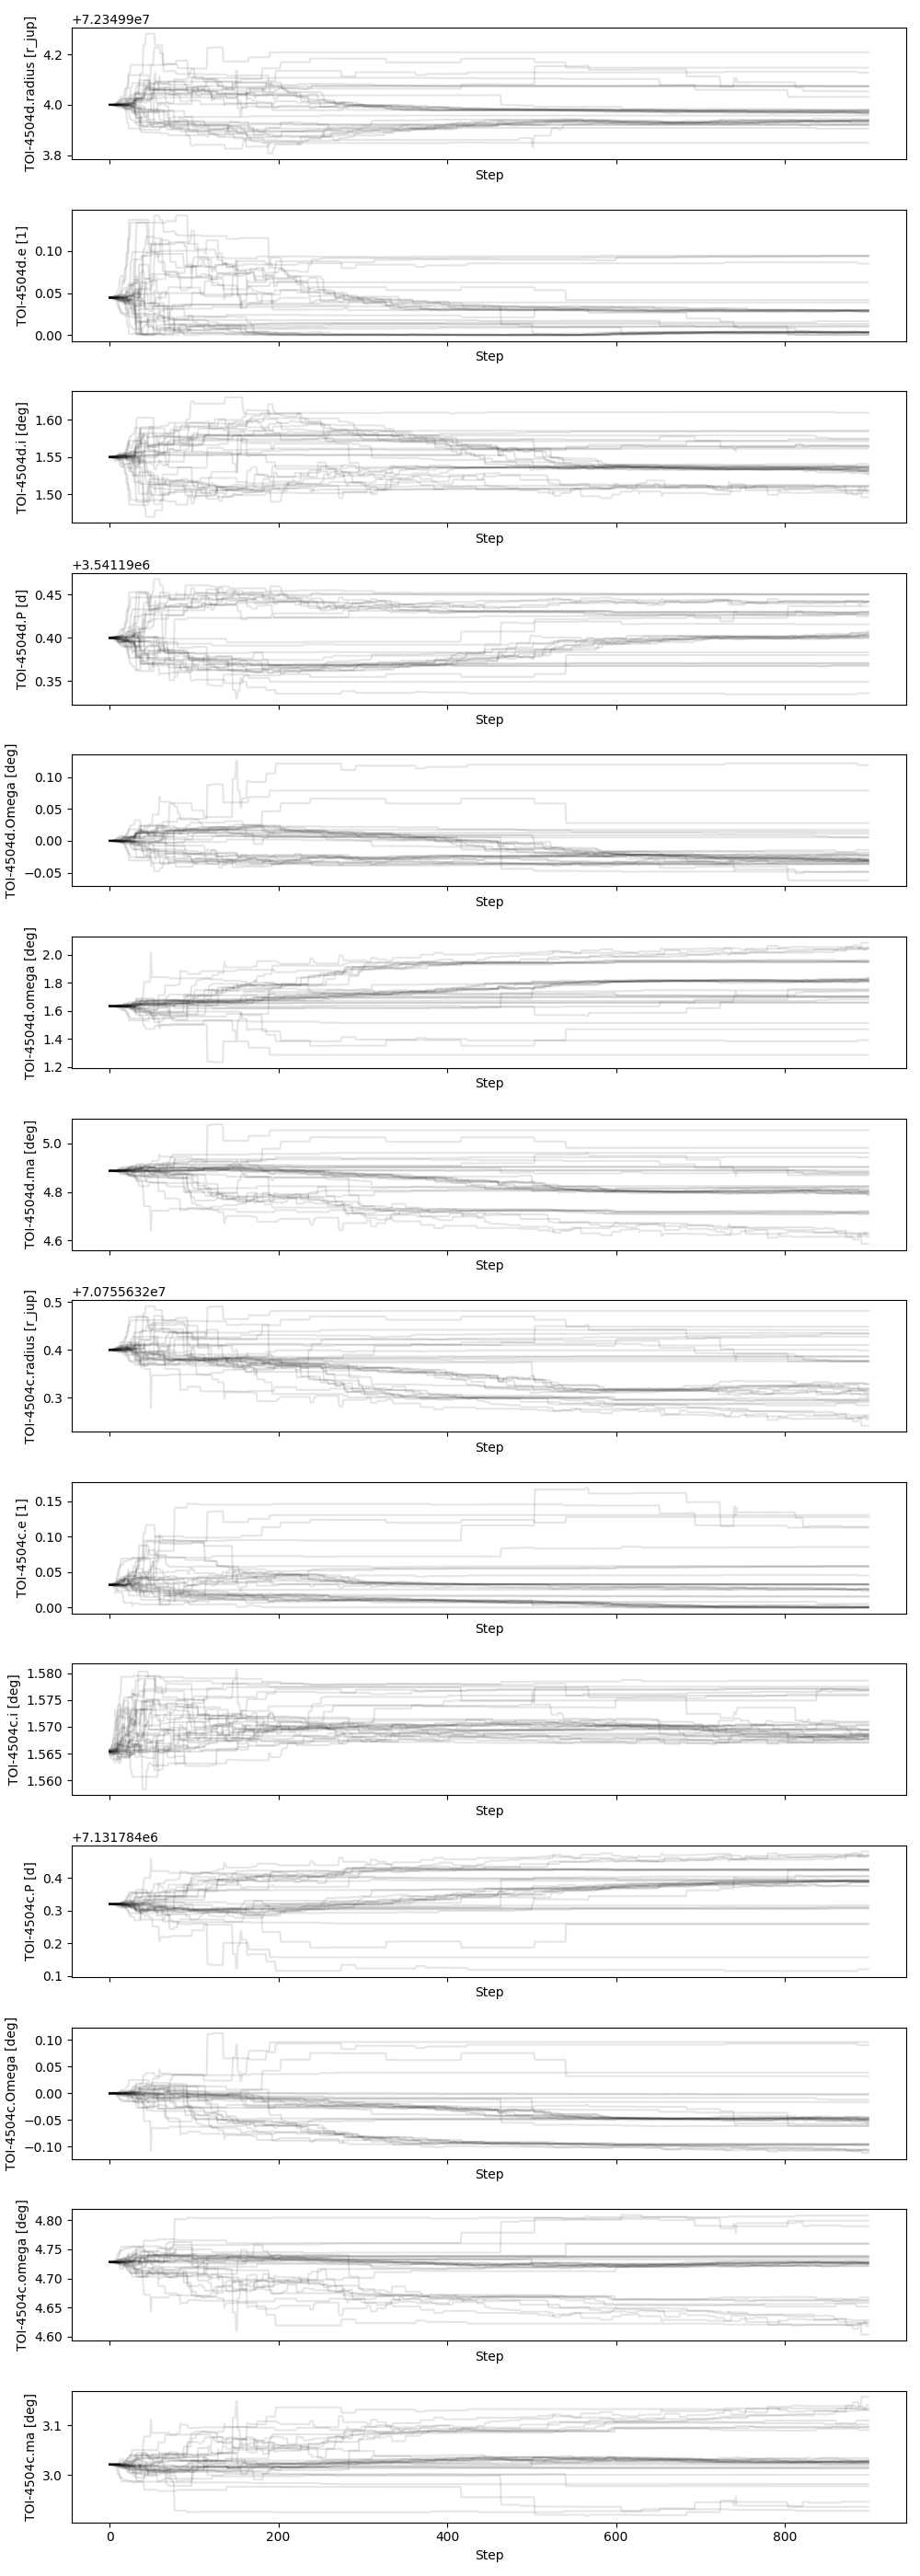 +7.23499e7
TOI-4504d.radius [r_jup]
4.2
4.0
3.8
Step
TOI-4504d.e [1]
0.10
0.05
0.00
Step
TOI-4504d.i [deg]
1.60
1.55
1.50
Step
+3.54119e6
TOI-4504d.P [d]
0.45
0.40
0.35
Step
TOI-4504d.Omega [deg]
0.10
0.05
0.00
−0.05
Step
TOI-4504d.omega [deg]
2.0
1.8
1.6
1.4
1.2
Step
TOI-4504d.ma [deg]
5.0
4.8
4.6
Step
+7.0755632e7
TOI-4504c.radius [r_jup]
0.5
0.4
0.3
Step
TOI-4504c.e [1]
0.15
0.10
0.05
0.00
Step
TOI-4504c.i [deg]
1.580
1.575
1.570
1.565
1.560
Step
+7.131784e6
TOI-4504c.P [d]
0.4
0.3
0.2
0.1
Step
TOI-4504c.Omega [deg]
0.10
0.05
0.00
−0.05
−0.10
Step
TOI-4504c.omega [deg]
4.80
4.75
4.70
4.65
4.60
Step
TOI-4504c.ma [deg]
3.1
3.0
0 200 400 600 800
Step